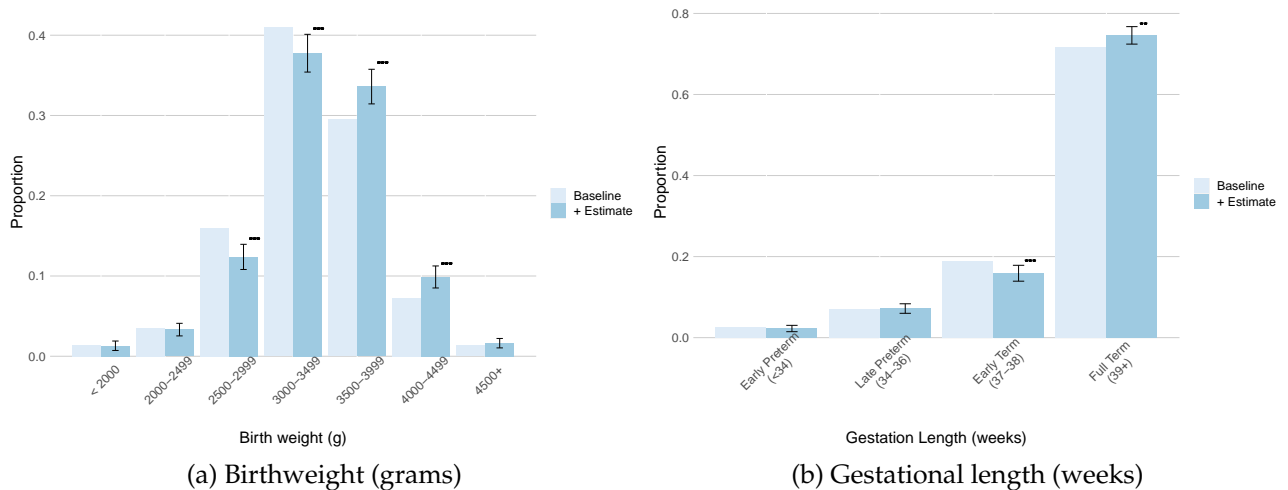 0.4
0.3
0.2
0.1
0.0
Proportion
***
***
***
***
< 2000
2000–2499
2500–2999
3000–3499
3500–3999
4000–4499
4500+
Birth weight (g)
Baseline
+ Estimate
(a) Birthweight (grams)
0.8
0.6
0.4
0.2
0.0
Proportion
***
**
Early Preterm
(<34)
Late Preterm
(34–36)
Early Term
(37–38)
Full Term
(39+)
Gestation Length (weeks)
Baseline
+ Estimate
(b) Gestational length (weeks)